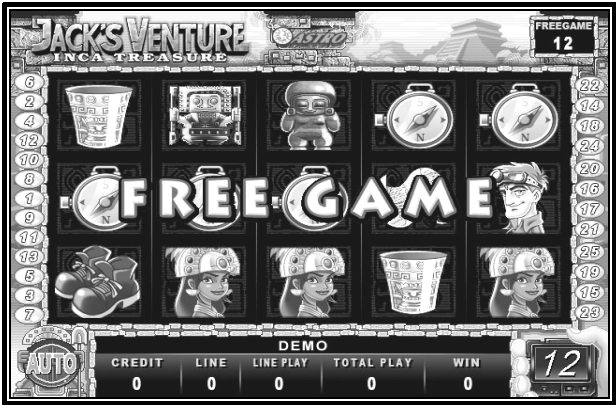 JACK'S VENTURE
INCA TREASURE
ASTRO
FREEGAME
12
6
2
4
12
10
8
1
9
11
13
5
3
7
22
14
18
24
20
16
17
21
25
19
15
23
N
N
FREE GAME
AUTO
DEMO
CREDIT LINE LINE PLAY TOTAL PLAY WIN
0 0 0 0 0
12